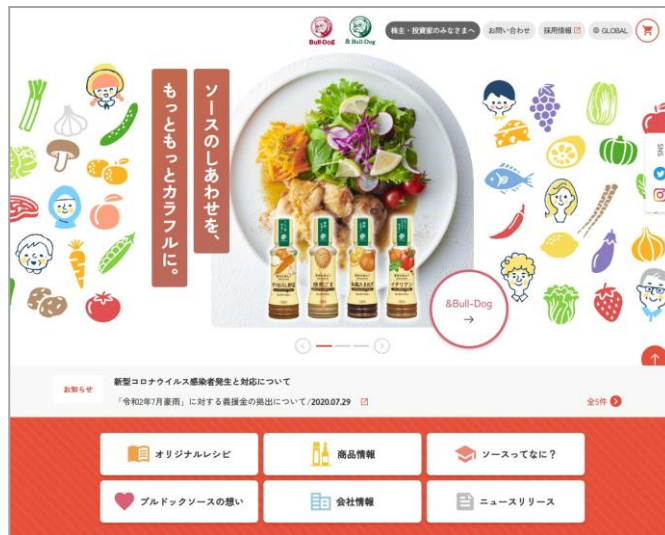 Bull-Dog
&Bull-Dog
株主・投資家のみなさまへ
お問い合わせ
採用情報
GLOBAL
ソースのしあわせを、
もっともっとカラフルに。
SNS
イタリアン
&Bull-Dog
お知らせ
新型コロナウイルス感染者発生と対応について
「令和2年7月豪雨」に対する義援金の拠出について/2020.07.29
全5件
オリジナルレシピ
商品情報
ソースってなに？
ブルドックソースの想い
会社情報
ニュースリリース